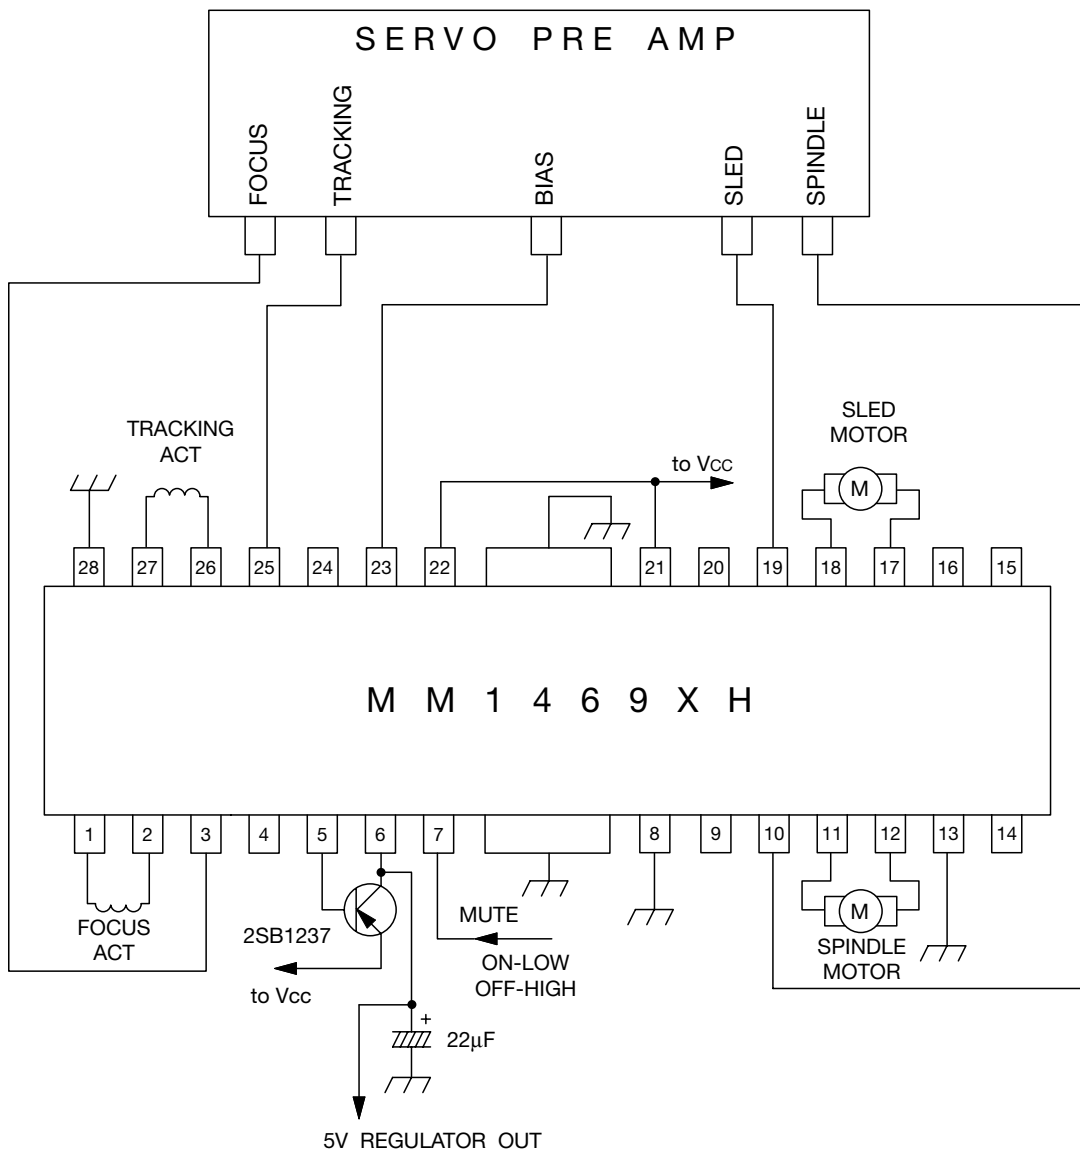 SERVO PRE AMP
FOCUS
TRACKING
BIAS
SLED
SPINDLE
TRACKING
ACT
to VCC
SLED
MOTOR
M
28
27
26
25
24
23
22
21
20
19
18
17
16
15
MM1469XH
1
2
3
4
5
6
7
8
9
10
11
12
13
14
FOCUS
ACT
2SB1237
to Vcc
MUTE
ON-LOW
OFF-HIGH
M
SPINDLE
MOTOR
+
22µF
5V REGULATOR OUT